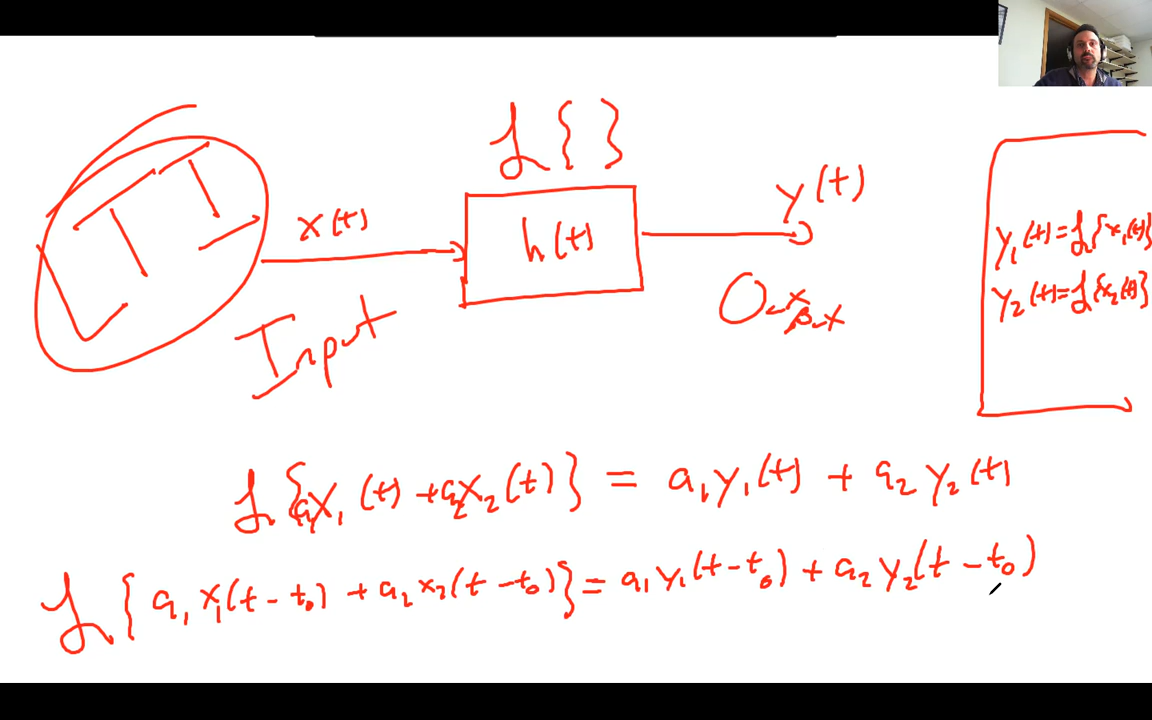 LTI
ℒ{ }
x(t)
h(t)
y(t)
Input
Output
y₁(t)=ℒ{x₁(t)}
y₂(t)=ℒ{x₂(t)}
ℒ{a₁x₁(t)+a₂x₂(t)} = a₁y₁(t) + a₂y₂(t)
ℒ{a₁x₁(t-t₀) + a₂x₂(t-t₀)} = a₁y₁(t-t₀) + a₂y₂(t-t₀)